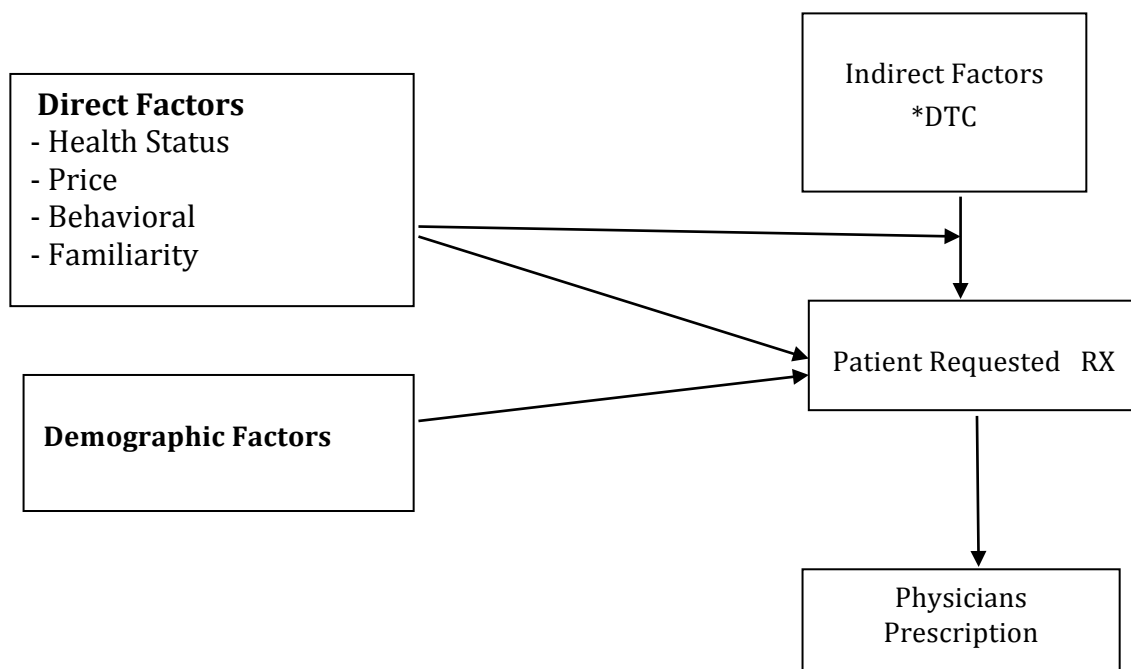 Direct Factors
- Health Status
- Price
- Behavioral
- Familiarity
Indirect Factors
*DTC
Patient Requested RX
Demographic Factors
Physicians
Prescription